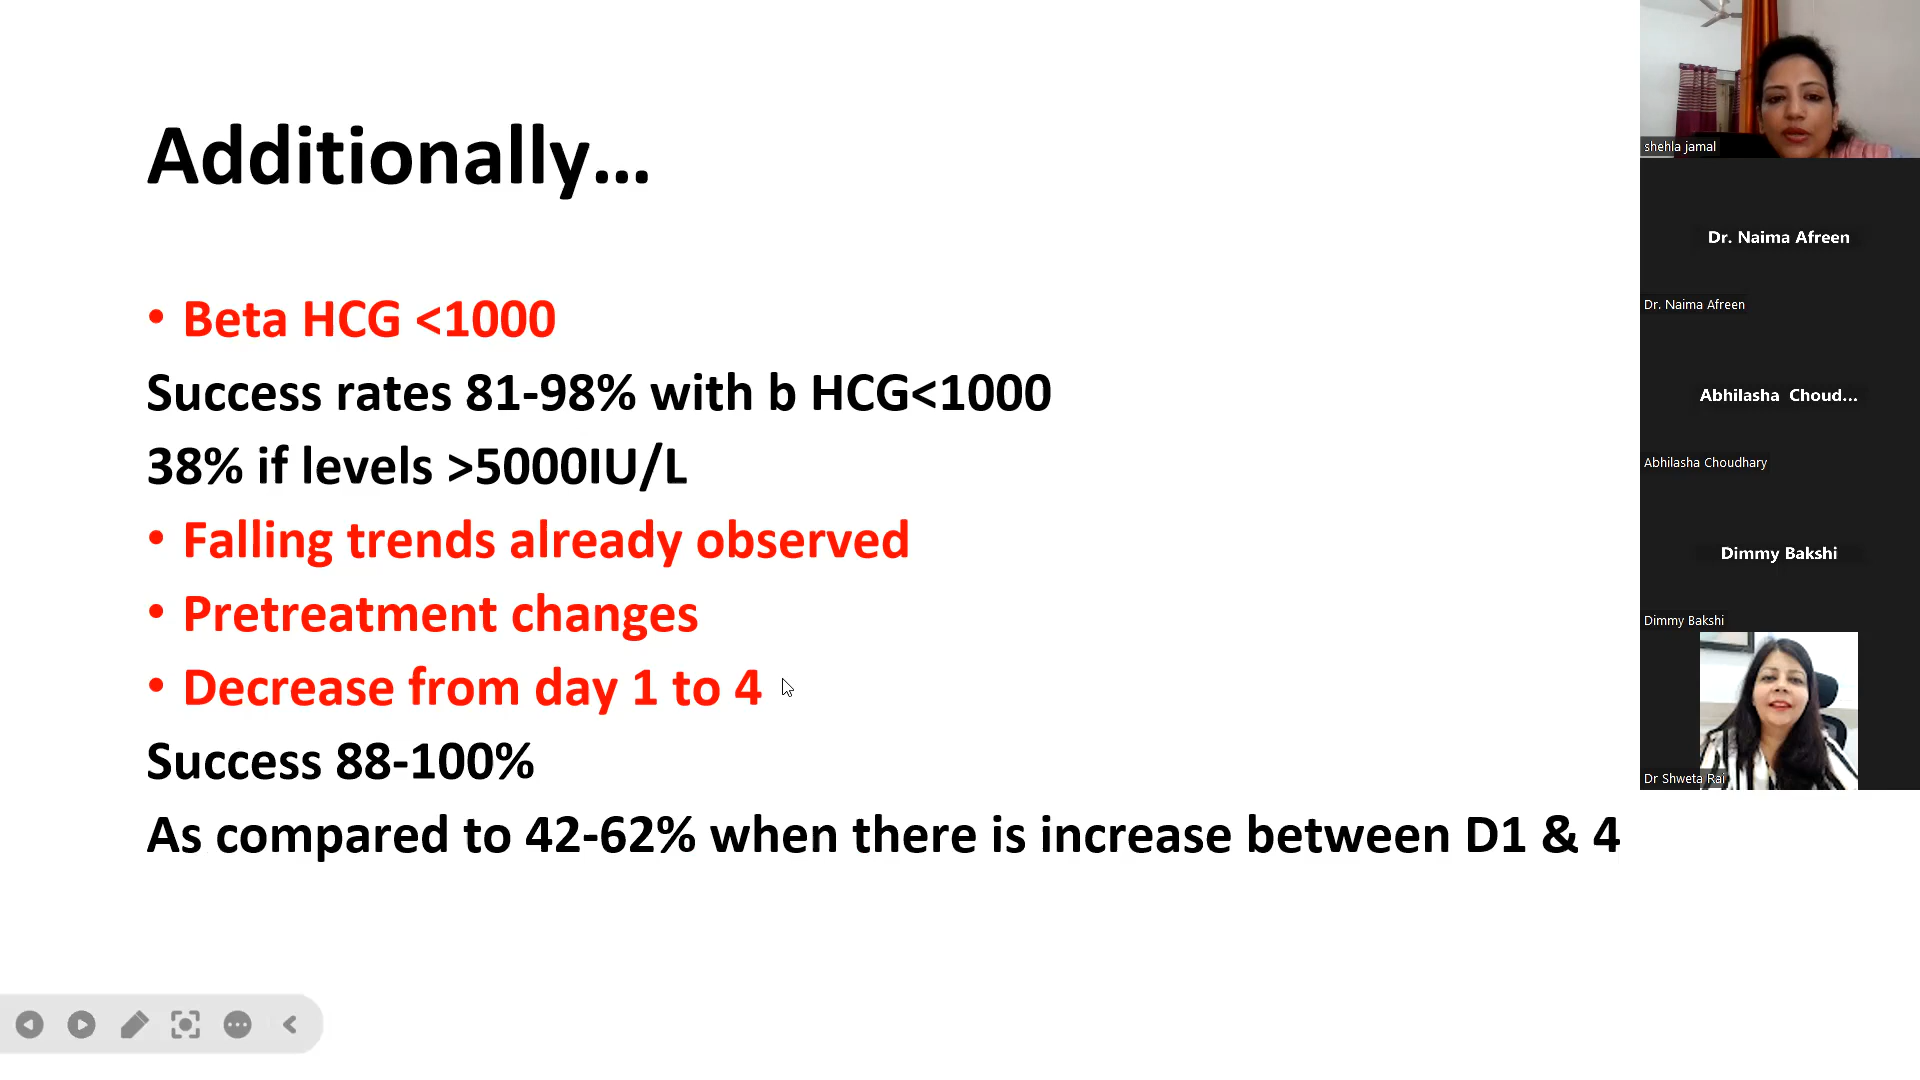 Additionally...
• Beta HCG <1000
Success rates 81-98% with b HCG<1000
38% if levels >5000IU/L
• Falling trends already observed
• Pretreatment changes
• Decrease from day 1 to 4
Success 88-100%
As compared to 42-62% when there is increase between D1 & 4
shehla jamal
Dr. Naima Afreen
Dr. Naima Afreen
Abhilasha Choud...
Abhilasha Choudhary
Dimmy Bakshi
Dimmy Bakshi
Dr Shweta Rai